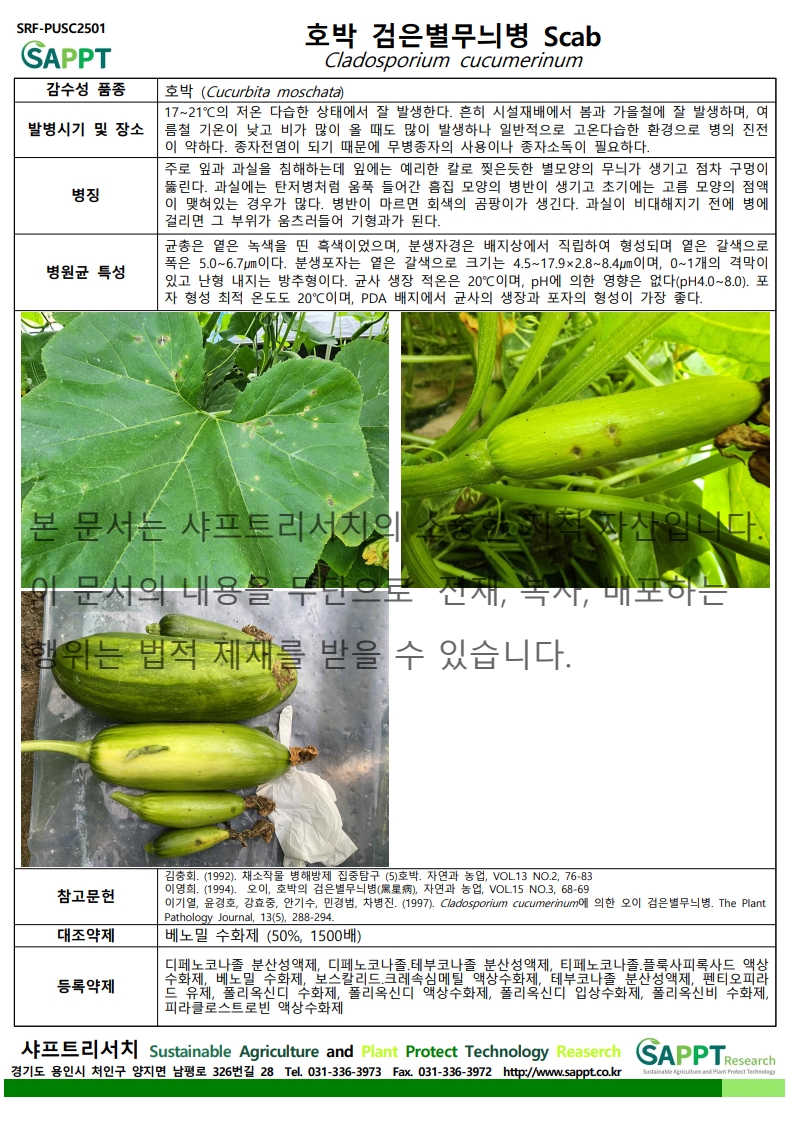 SRF-PUSC2501
SAPPT
호박 검은별무늬병 Scab
Cladosporium cucumerinum
감수성 품종
호박 (Cucurbita moschata)
발병시기 및 장소
17~21℃의 저온 다습한 상태에서 잘 발생한다. 흔히 시설재배에서 봄과 가을철에 잘 발생하며, 여
름철 기온이 낮고 비가 많이 올 때도 많이 발생하나 일반적으로 고온다습한 환경으로 병의 진전
이 약하다. 종자전염이 되기 때문에 무병종자의 사용이나 종자소독이 필요하다.
병징
주로 잎과 과실을 침해하는데 잎에는 예리한 칼로 찢은듯한 별모양의 무늬가 생기고 점차 구멍이
뚫린다. 과실에는 탄저병처럼 움푹 들어간 흠집 모양의 병반이 생기고 초기에는 고름 모양의 점액
이 맺혀있는 경우가 많다. 병반이 마르면 회색의 곰팡이가 생긴다. 과실이 비대해지기 전에 병에
걸리면 그 부위가 움츠러들어 기형과가 된다.
병원균 특성
균총은 옅은 녹색을 띤 흑색이었으며, 분생자경은 배지상에서 직립하여 형성되며 옅은 갈색으로
폭은 5.0~6.7㎛이다. 분생포자는 옅은 갈색으로 크기는 4.5~17.9×2.8~8.4㎛이며, 0~1개의 격막이
있고 난형 내지는 방추형이다. 균사 생장 적온은 20℃이며, pH에 의한 영향은 없다(pH4.0~8.0). 포
자 형성 최적 온도도 20℃이며, PDA 배지에서 균사의 생장과 포자의 형성이 가장 좋다.
본 문서는 샤프트리서치의 소중한 지적 자산입니다.
이 문서의 내용을 무단으로 전재, 복사, 배포하는
행위는 법적 제재를 받을 수 있습니다.
참고문헌
김충회. (1992). 채소작물 병해방제 집중탐구 (5)호박. 자연과 농업, VOL.13 NO.2, 76-83
이영희. (1994). 오이, 호박의 검은별무늬병(黑星病), 자연과 농업, VOL.15 NO.3, 68-69
이기열, 윤경호, 강효중, 안기수, 민경범, 차병진. (1997). Cladosporium cucumerinum에 의한 오이 검은별무늬병. The Plant
Pathology Journal, 13(5), 288-294.
대조약제
베노밀 수화제 (50%, 1500배)
등록약제
디페노코나졸 분산성액제, 디페노코나졸.테부코나졸 분산성액제, 티페노코나졸.플룩사피록사드 액상
수화제, 베노밀 수화제, 보스칼리드.크레속심메틸 액상수화제, 테부코나졸 분산성액제, 펜티오피라
드 유제, 폴리옥신디 수화제, 폴리옥신디 액상수화제, 폴리옥신디 입상수화제, 폴리옥신비 수화제,
피라클로스트로빈 액상수화제
샤프트리서치 Sustainable Agriculture and Plant Protect Technology Reaserch
SAPPT Research
Sustainable Agriculture and Plant Protect Technology
경기도 용인시 처인구 양지면 남평로 326번길 28 Tel. 031-336-3973 Fax. 031-336-3972 http://www.sappt.co.kr